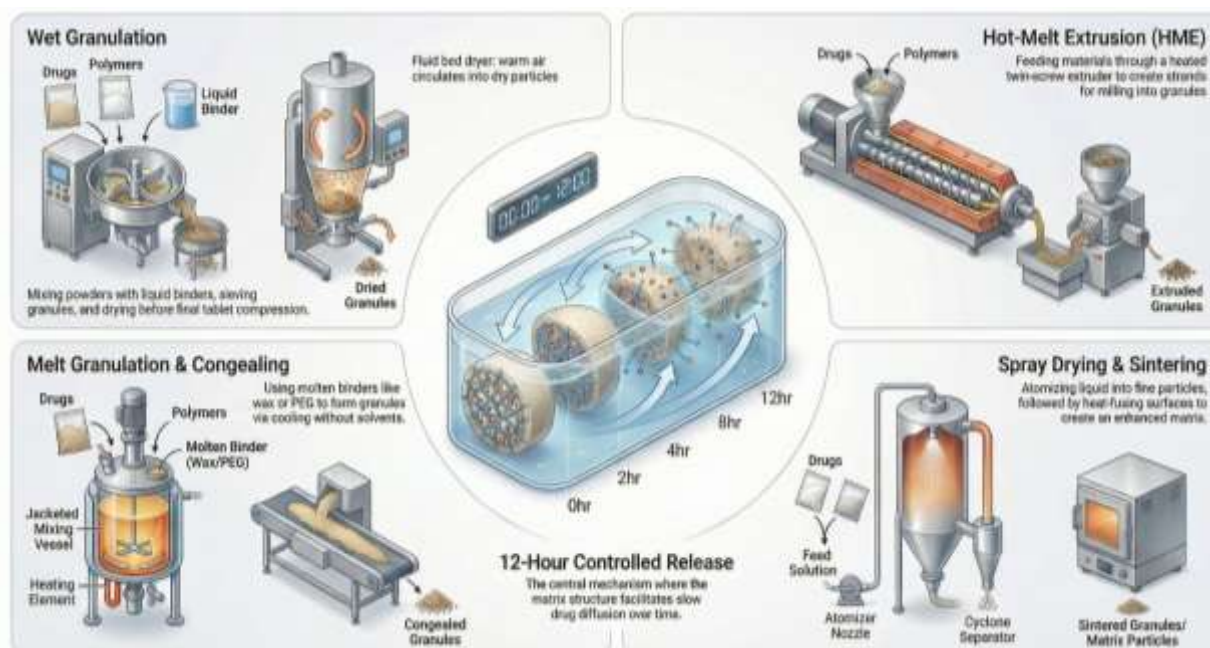 Wet Granulation
Drugs
Polymers
Liquid
Binder
Fluid bed dryer: warm air
circulates into dry particles
Dried
Granules
Mixing powders with liquid binders, sieving
granules, and drying before final tablet compression.
Hot-Melt Extrusion (HME)
Drugs
Polymers
Feeding materials through a heated
twin-screw extruder to create strands
for milling into granules
Extruded
Granules
00:00 – 12:00
0hr
2hr
4hr
8hr
12hr
12-Hour Controlled Release
The central mechanism where the
matrix structure facilitates slow
drug diffusion over time.
Melt Granulation & Congealing
Drugs
Polymers
Molten Binder
(Wax/PEG)
Using molten binders like
wax or PEG to form granules
via cooling without solvents.
Jacketed
Mixing
Vessel
Heating
Element
Congealed
Granules
Spray Drying & Sintering
Atomizing liquid into fine particles,
followed by heat-fusing surfaces to
create an enhanced matrix.
Drugs
Feed
Solution
Atomizer
Nozzle
Cyclone
Separator
Sintered Granules/
Matrix Particles